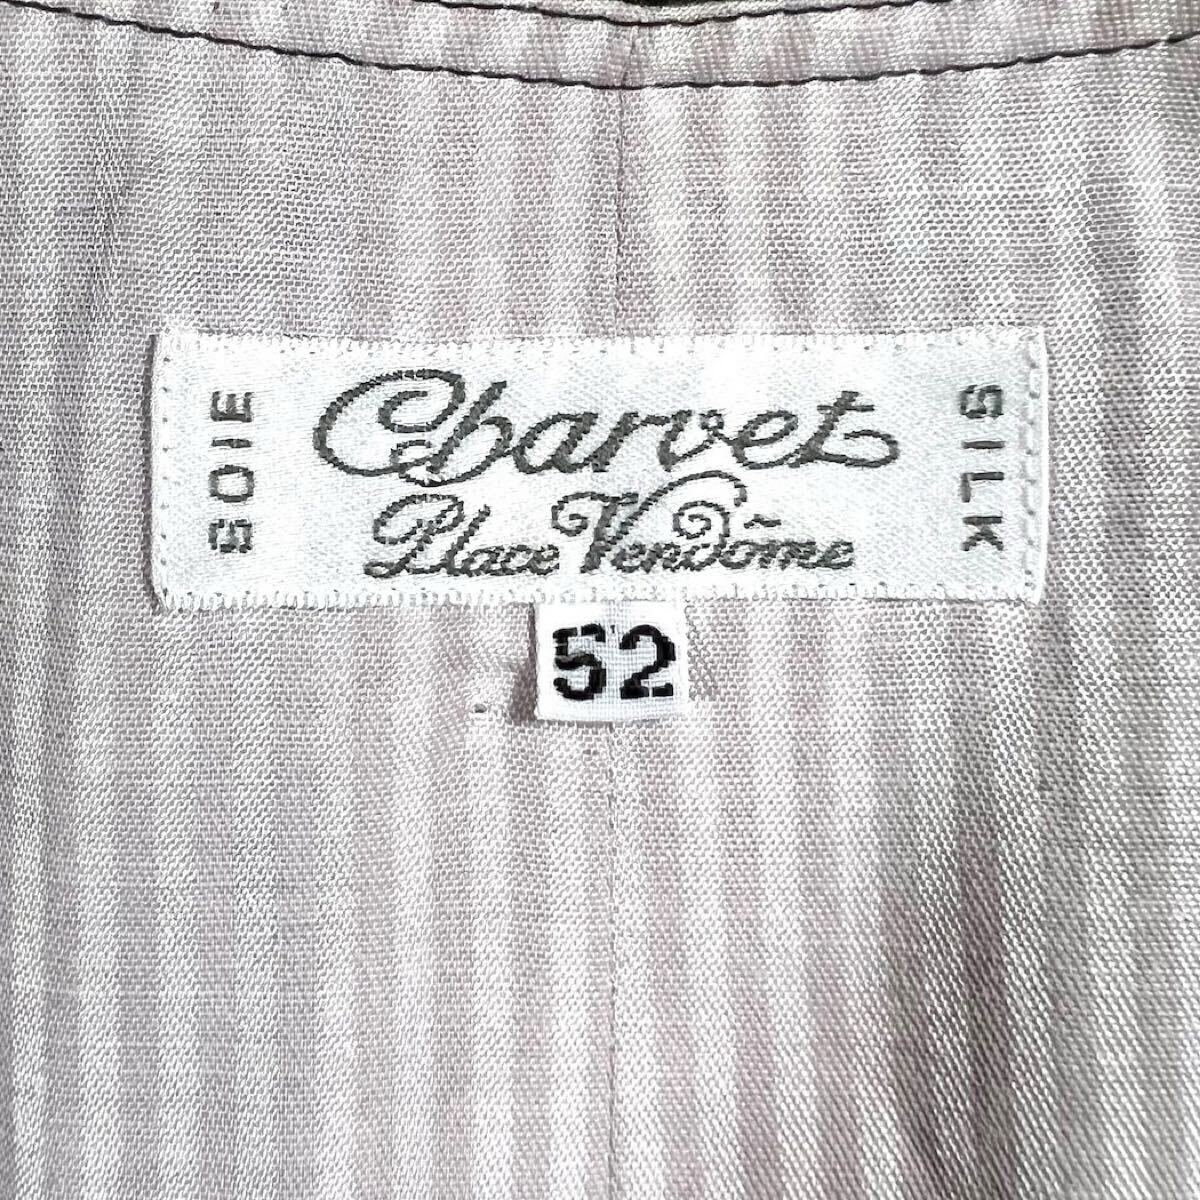 SOIE
Charvet
Place Vendôme
SILK
52